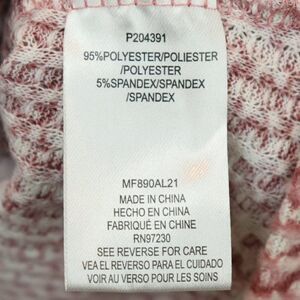 P204391
95%POLYESTER/POLIESTER
/POLYESTER
5%SPANDEX/SPANDEX
/SPANDEX
MF890AL21
MADE IN CHINA
HECHO EN CHINA
FABRIQUÉ EN CHINE
RN97230
SEE REVERSE FOR CARE
VEA EL REVERSO PARA EL CUIDADO
VOIR AU VERSO POUR LES SOINS